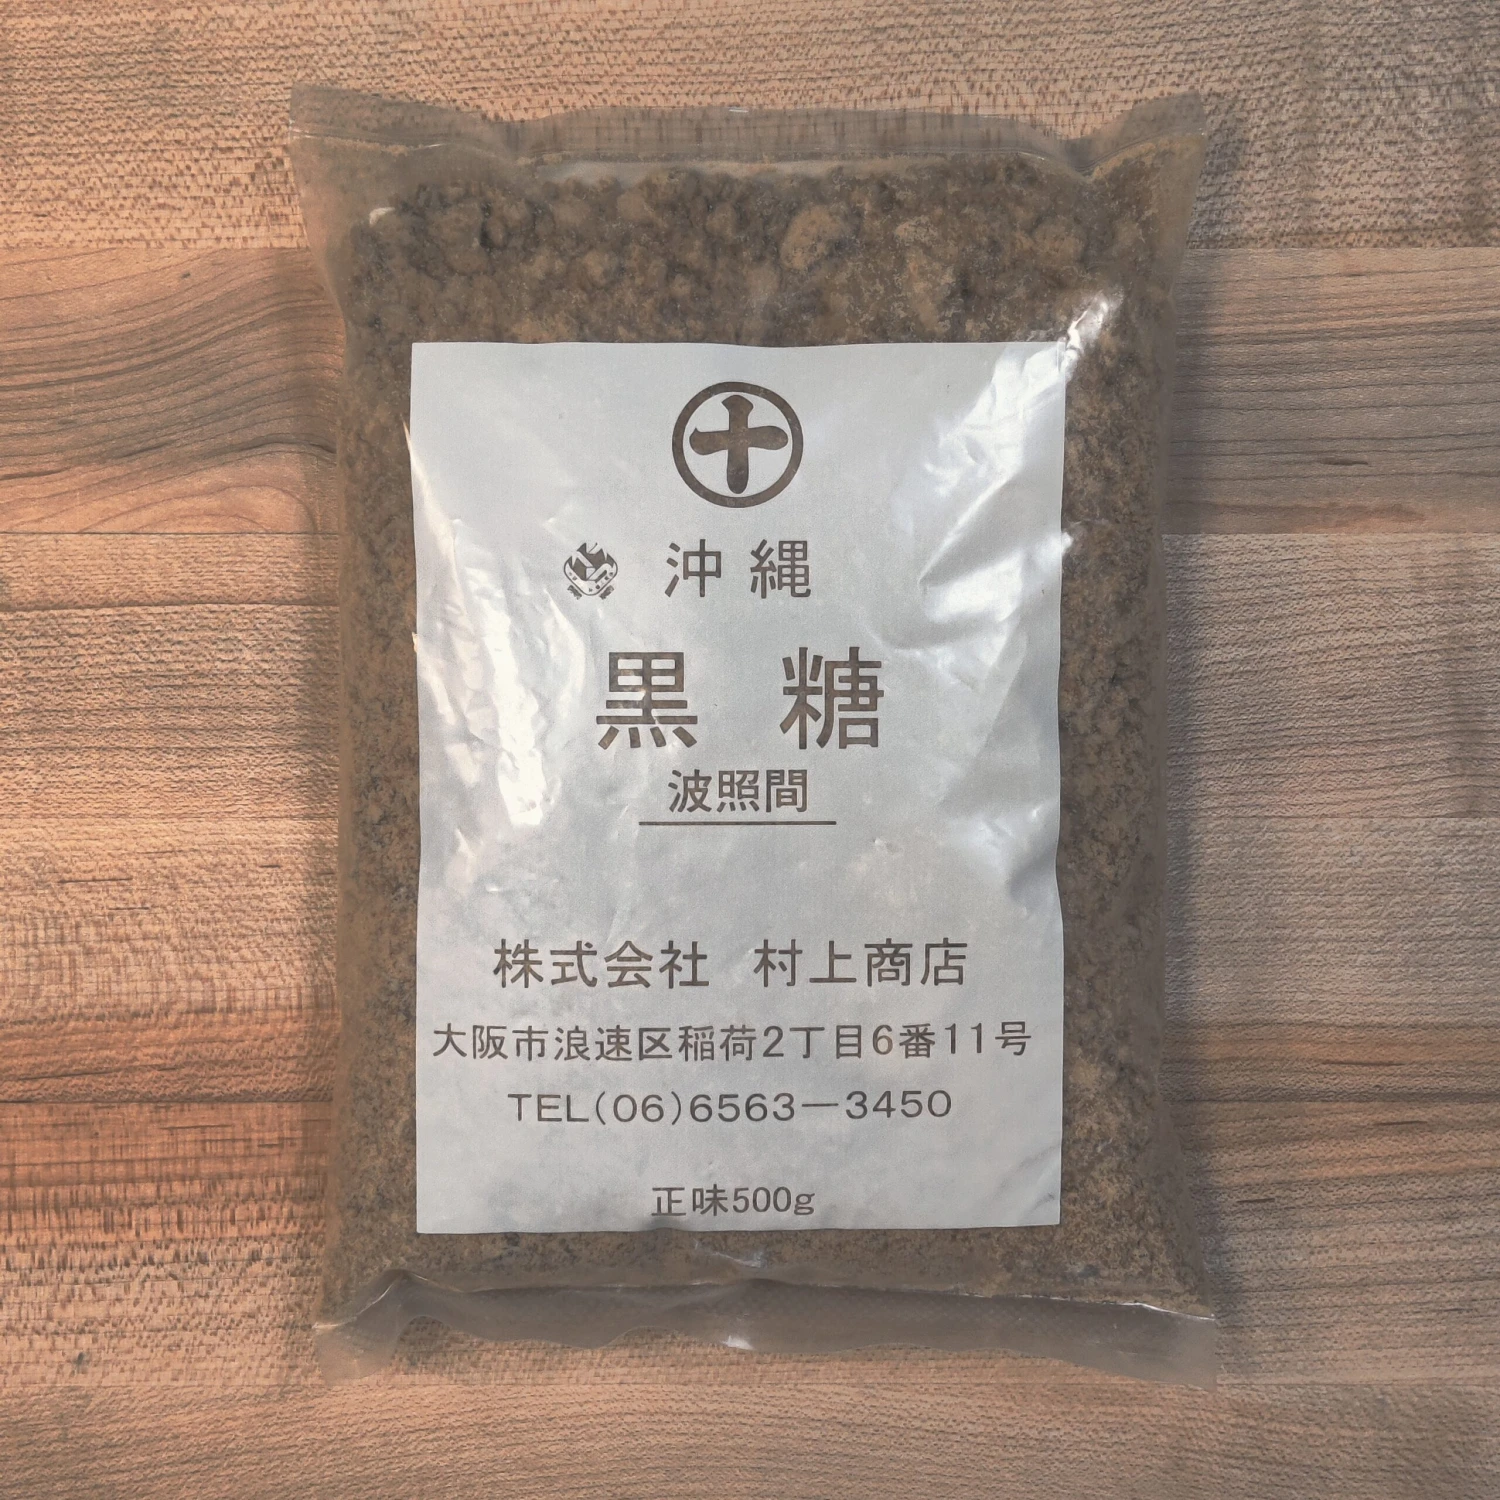 十
沖縄
黒糖
波照間
株式会社 村上商店
大阪市浪速区稲荷2丁目6番11号
TEL(06)6563—3450
正味500g